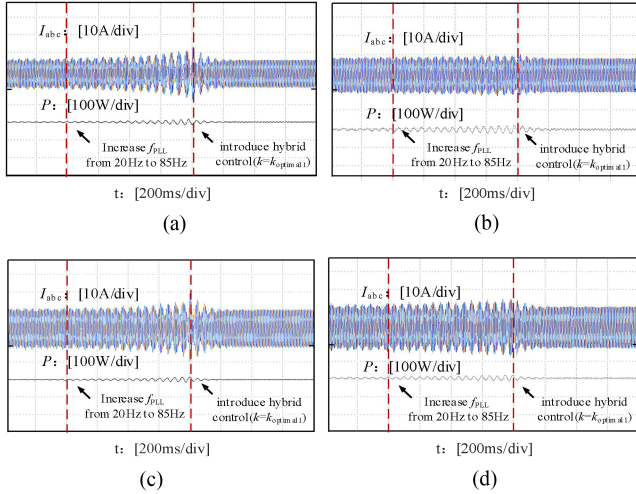 I_abc: [10A/div]
P: [100W/div]
Increase f_PLL
from 20Hz to 85Hz
introduce hybrid
control(k=k_optimal1)
t: [200ms/div]
(a)
I_abc: [10A/div]
P: [100W/div]
Increase f_PLL
from 20Hz to 85Hz
introduce hybrid
control(k=k_optimal1)
t: [200ms/div]
(b)
I_abc: [10A/div]
P: [100W/div]
Increase f_PLL
from 20Hz to 85Hz
introduce hybrid
control(k=k_optimal1)
t: [200ms/div]
(c)
I_abc: [10A/div]
P: [100W/div]
Increase f_PLL
from 20Hz to 85Hz
introduce hybrid
control(k=k_optimal1)
t: [200ms/div]
(d)